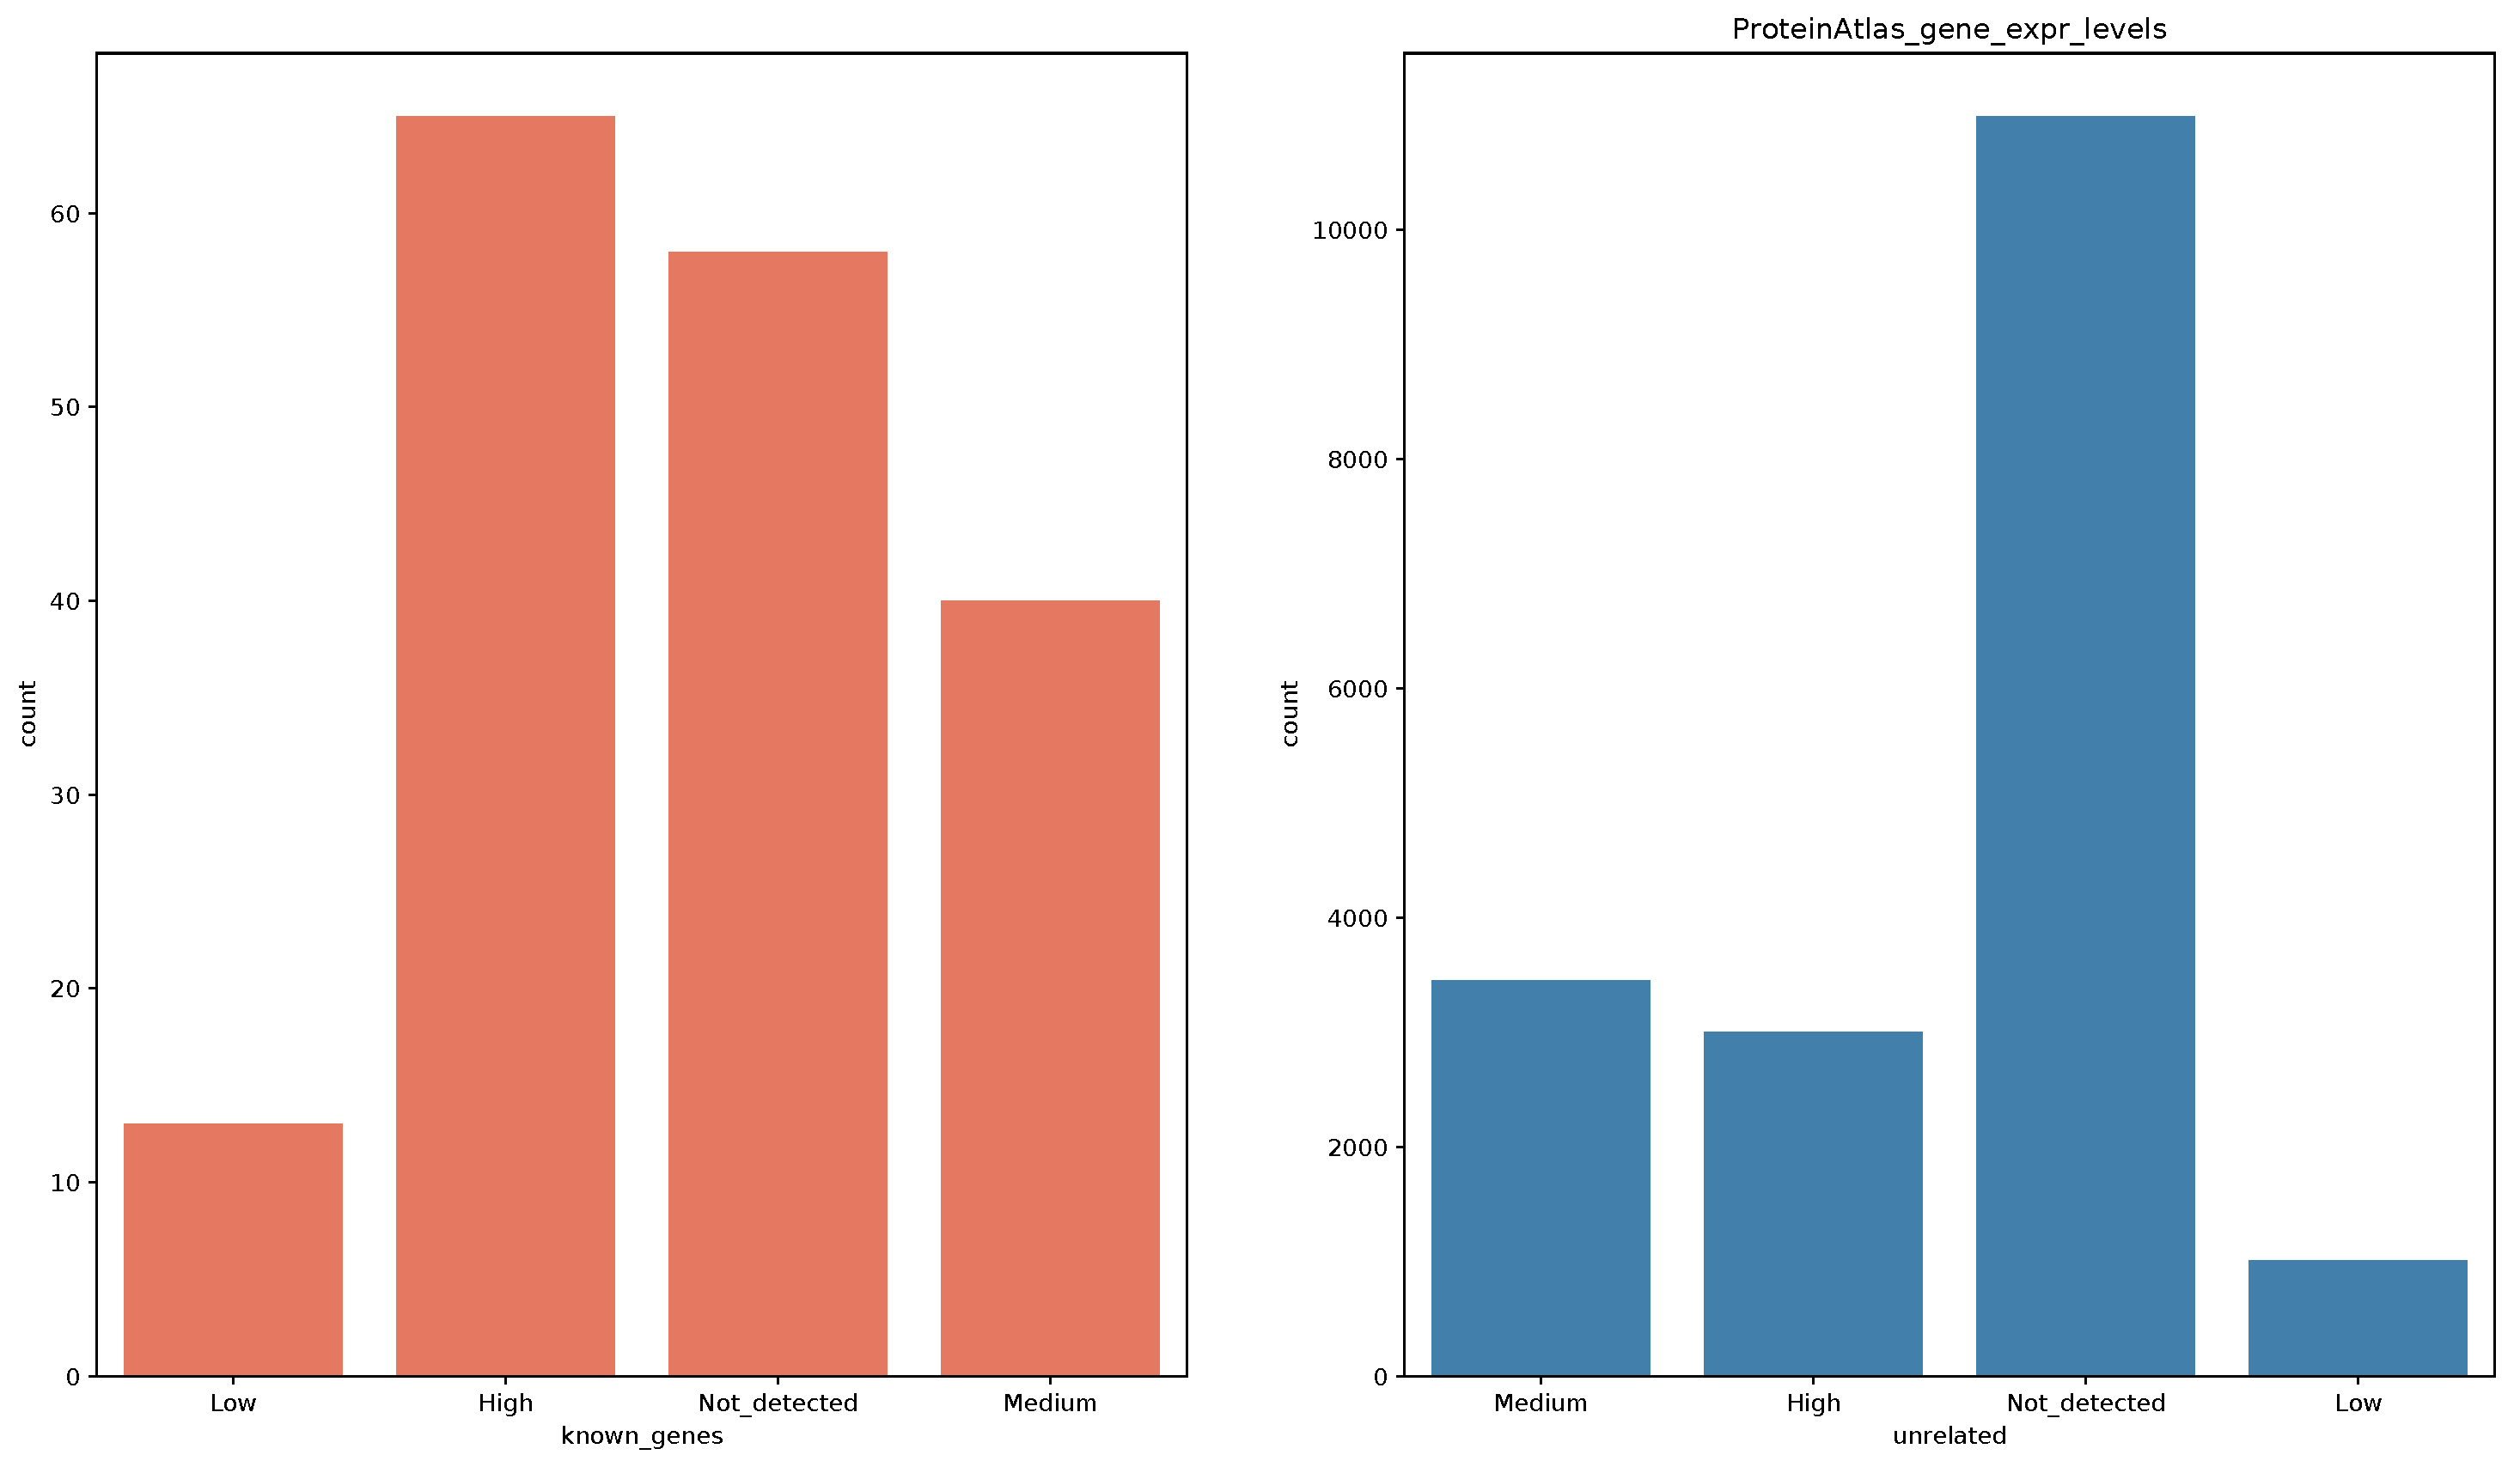 60
50
40
30
20
10
0
count
Low
High
Not_detected
Medium
known_genes
ProteinAtlas_gene_expr_levels
10000
8000
6000
4000
2000
0
count
Medium
High
Not_detected
Low
unrelated